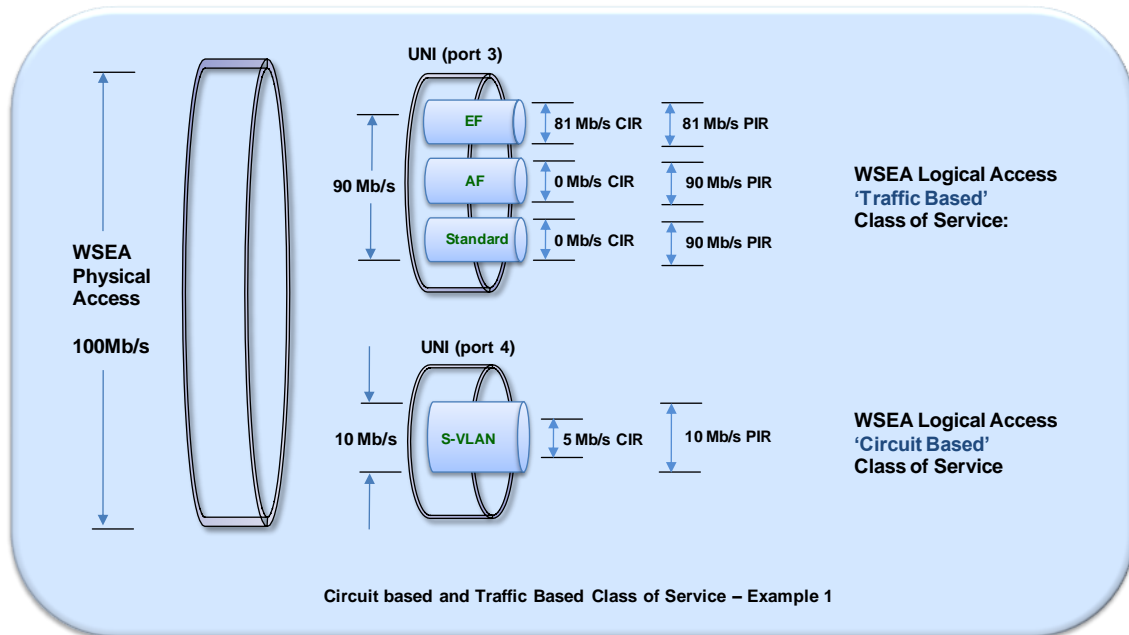 UNI (port 3)
EF
81 Mb/s CIR
81 Mb/s PIR
90 Mb/s
AF
0 Mb/s CIR
90 Mb/s PIR
Standard
0 Mb/s CIR
90 Mb/s PIR
WSEA Logical Access
‘Traffic Based’
Class of Service:
WSEA
Physical
Access
100Mb/s
UNI (port 4)
10 Mb/s
S-VLAN
5 Mb/s CIR
10 Mb/s PIR
WSEA Logical Access
‘Circuit Based’
Class of Service
Circuit based and Traffic Based Class of Service – Example 1